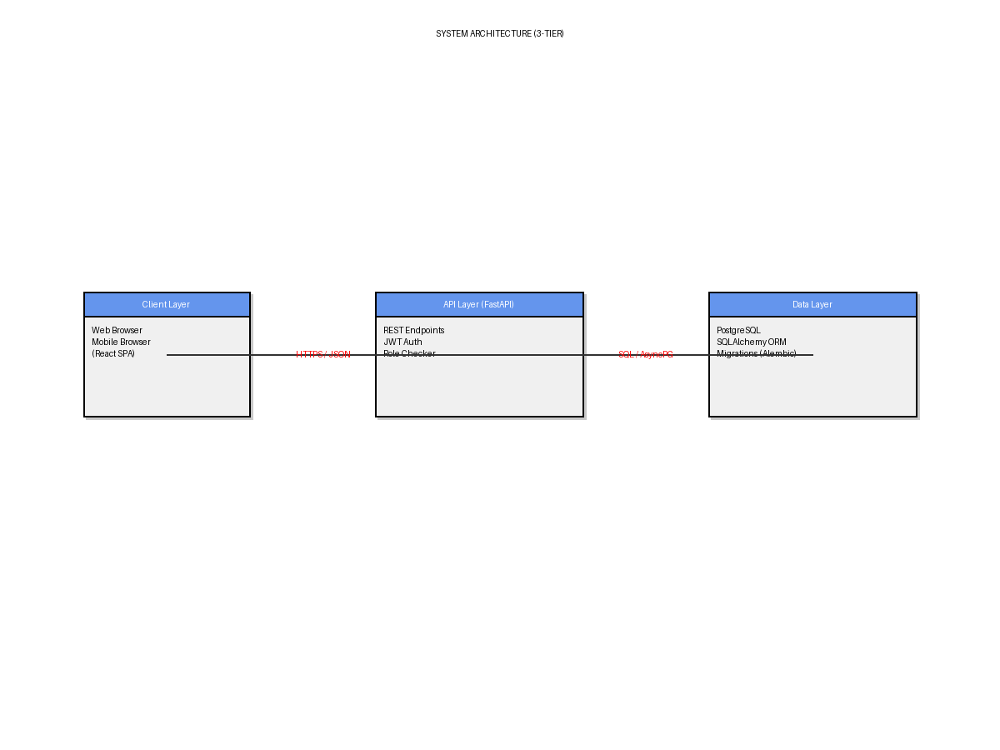 SYSTEM ARCHITECTURE (3-TIER)
Client Layer
Web Browser
Mobile Browser
(React SPA)
HTTPS / JSON
API Layer (FastAPI)
REST Endpoints
JWT Auth
Role Checker
SQL / AsyncPG
Data Layer
PostgreSQL
SQLAlchemy ORM
Migrations (Alembic)